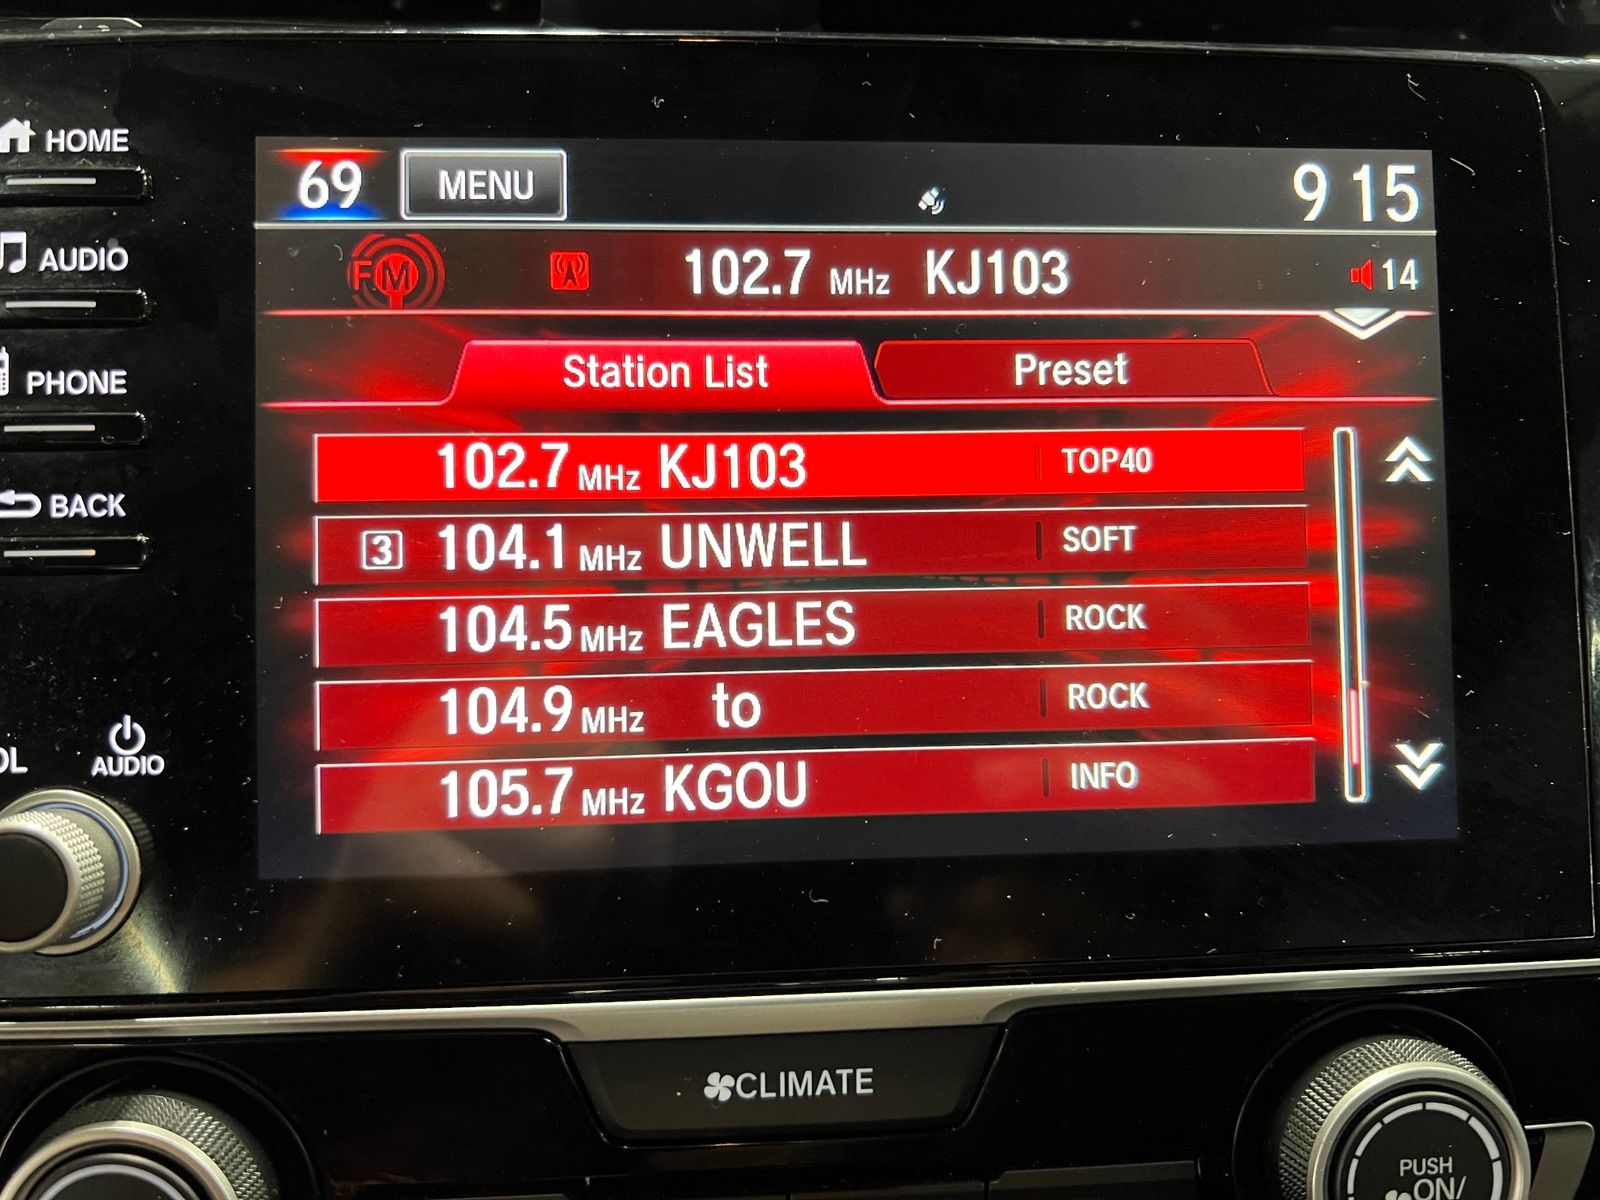 HOME
AUDIO
PHONE
BACK
AUDIO
69 MENU 9 15
FM 102.7 MHz KJ103 14
Station List Preset
102.7 MHz KJ103 TOP40
3 104.1 MHz UNWELL SOFT
104.5 MHz EAGLES ROCK
104.9 MHz to ROCK
105.7 MHz KGOU INFO
CLIMATE
PUSH
ON/